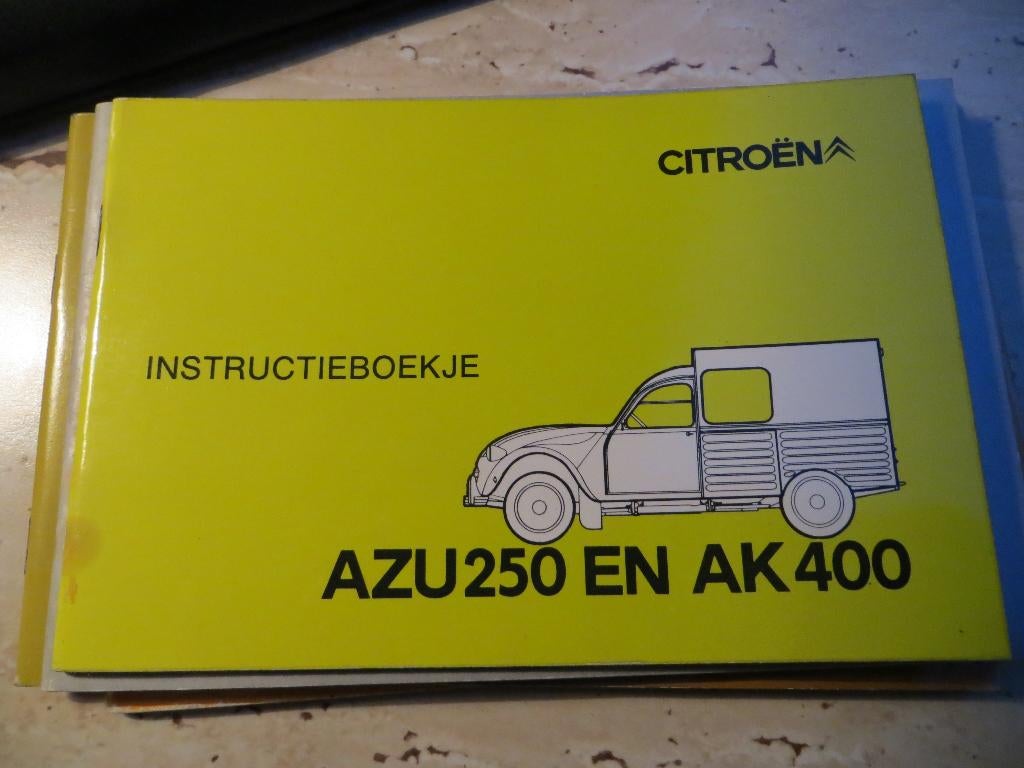 CITROËN
INSTRUCTIEBOEKJE
AZU250 EN AK400